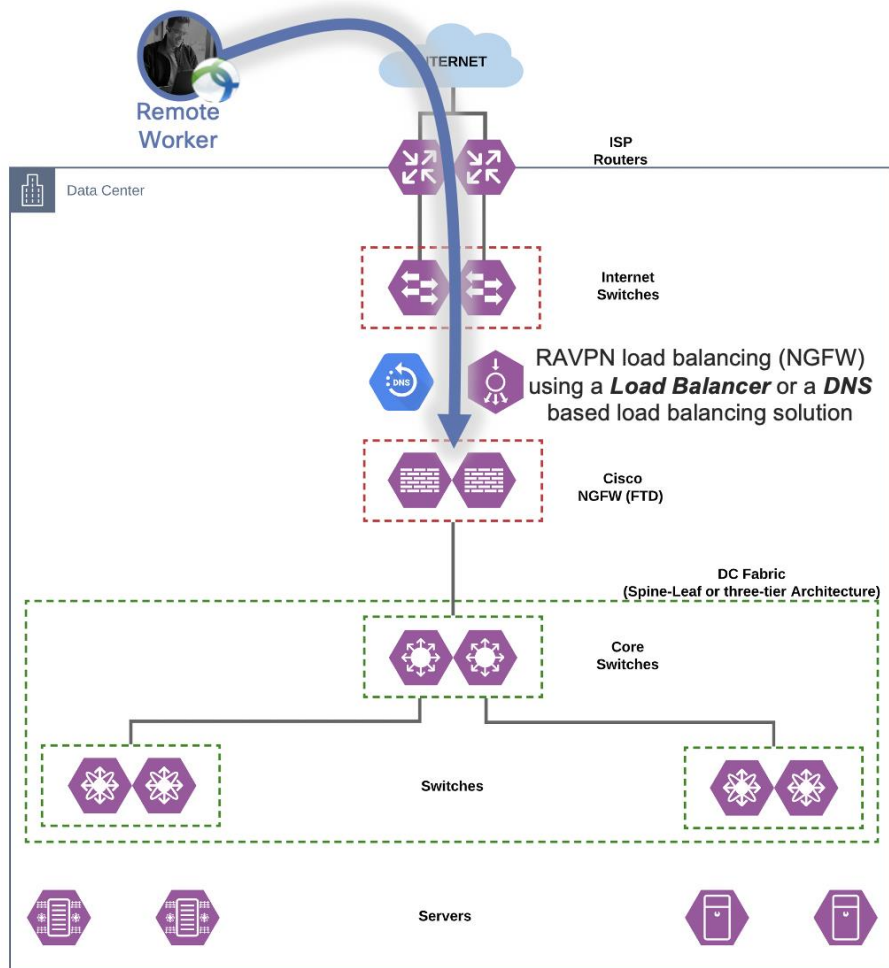 INTERNET
Remote
Worker
ISP
Routers
Data Center
Internet
Switches
DNS
RAVPN load balancing (NGFW)
using a Load Balancer or a DNS
based load balancing solution
Cisco
NGFW (FTD)
DC Fabric
(Spine-Leaf or three-tier Architecture)
Core
Switches
Switches
Servers